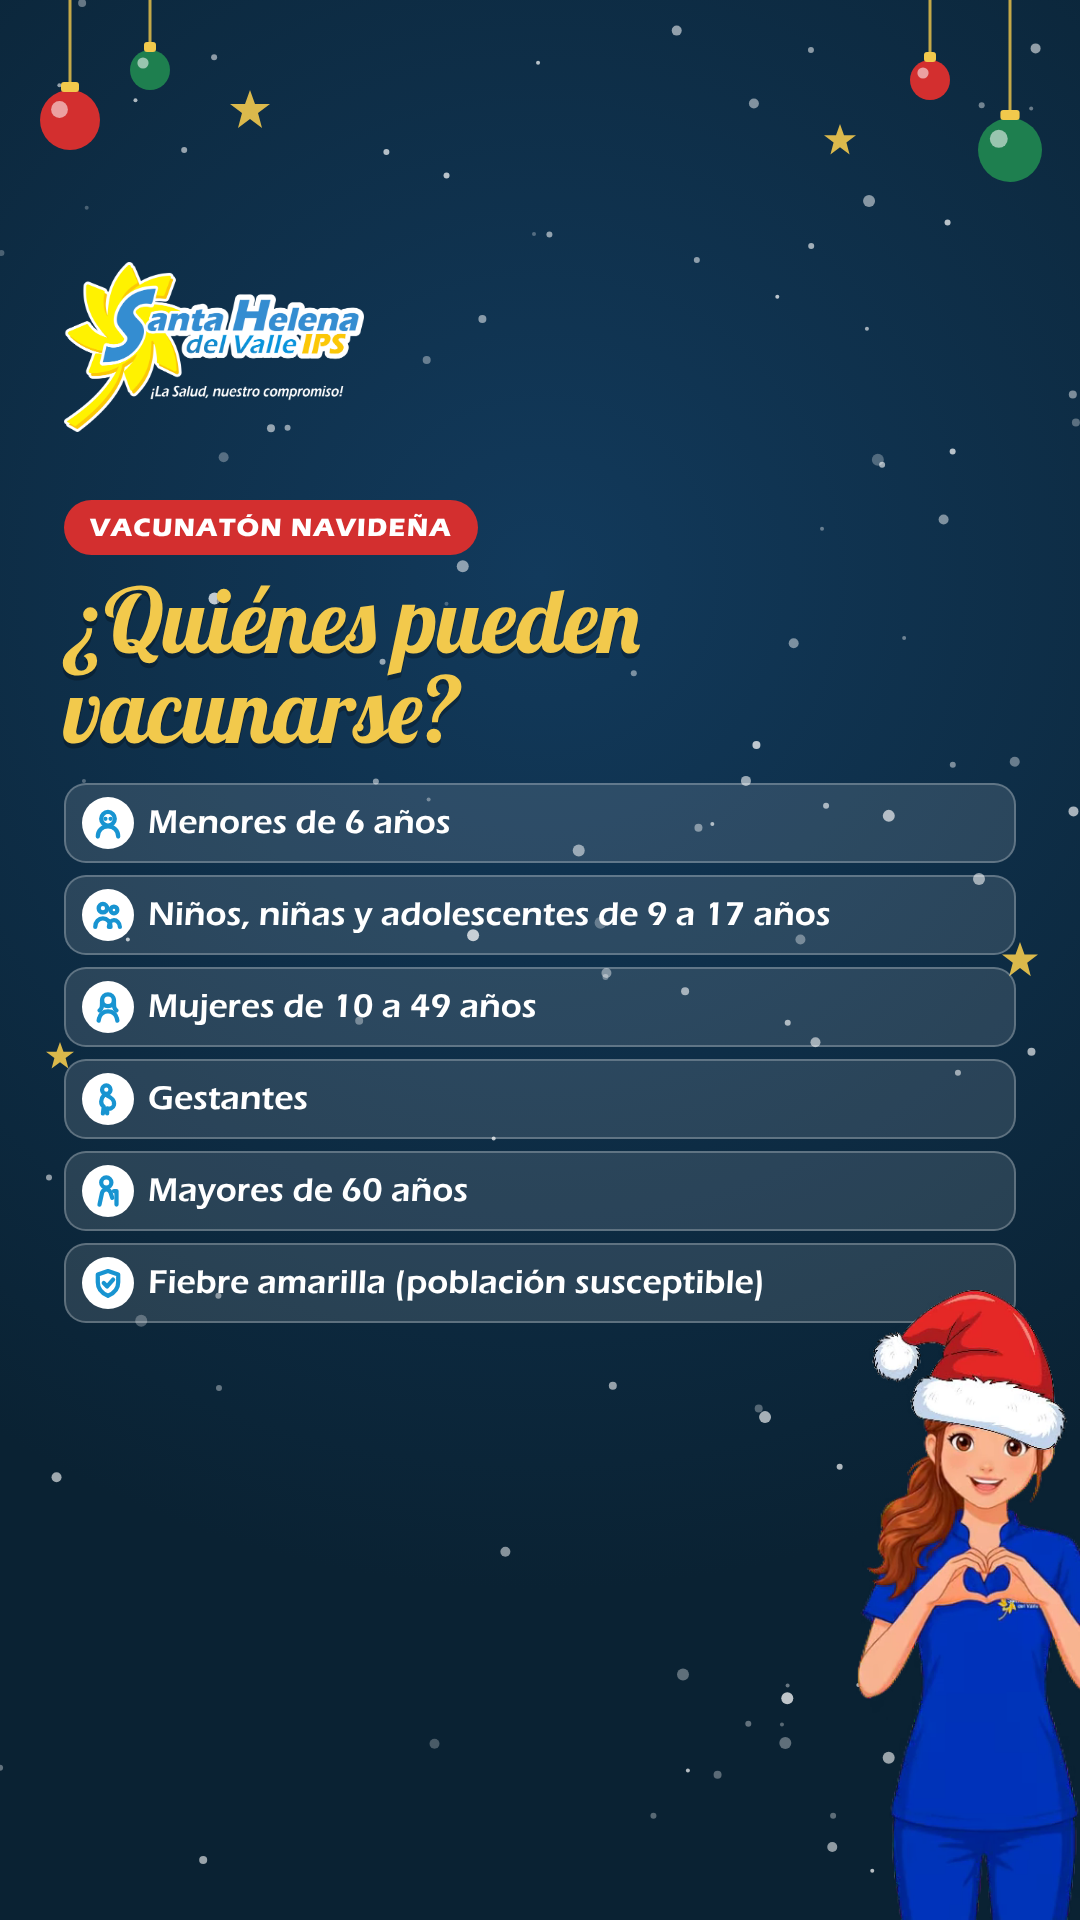 Santa Helena
del Valle IPS
¡La Salud, nuestro compromiso!
VACUNATÓN NAVIDEÑA
¿Quiénes pueden
vacunarse?
Menores de 6 años
Niños, niñas y adolescentes de 9 a 17 años
Mujeres de 10 a 49 años
Gestantes
Mayores de 60 años
Fiebre amarilla (población susceptible)